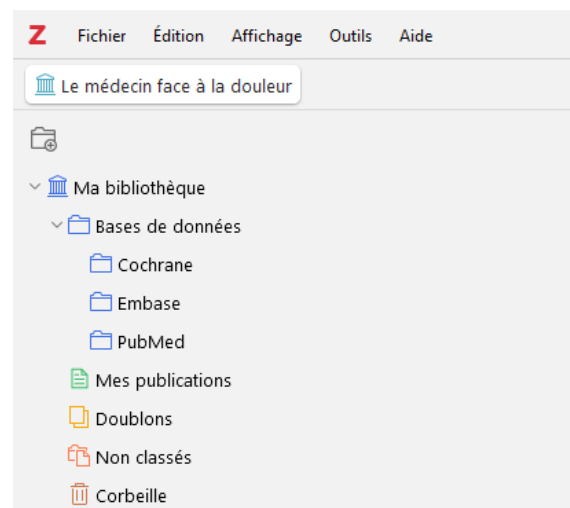 Z Fichier Édition Affichage Outils Aide
Le médecin face à la douleur
Ma bibliothèque
Bases de données
Cochrane
Embase
PubMed
Mes publications
Doublons
Non classés
Corbeille